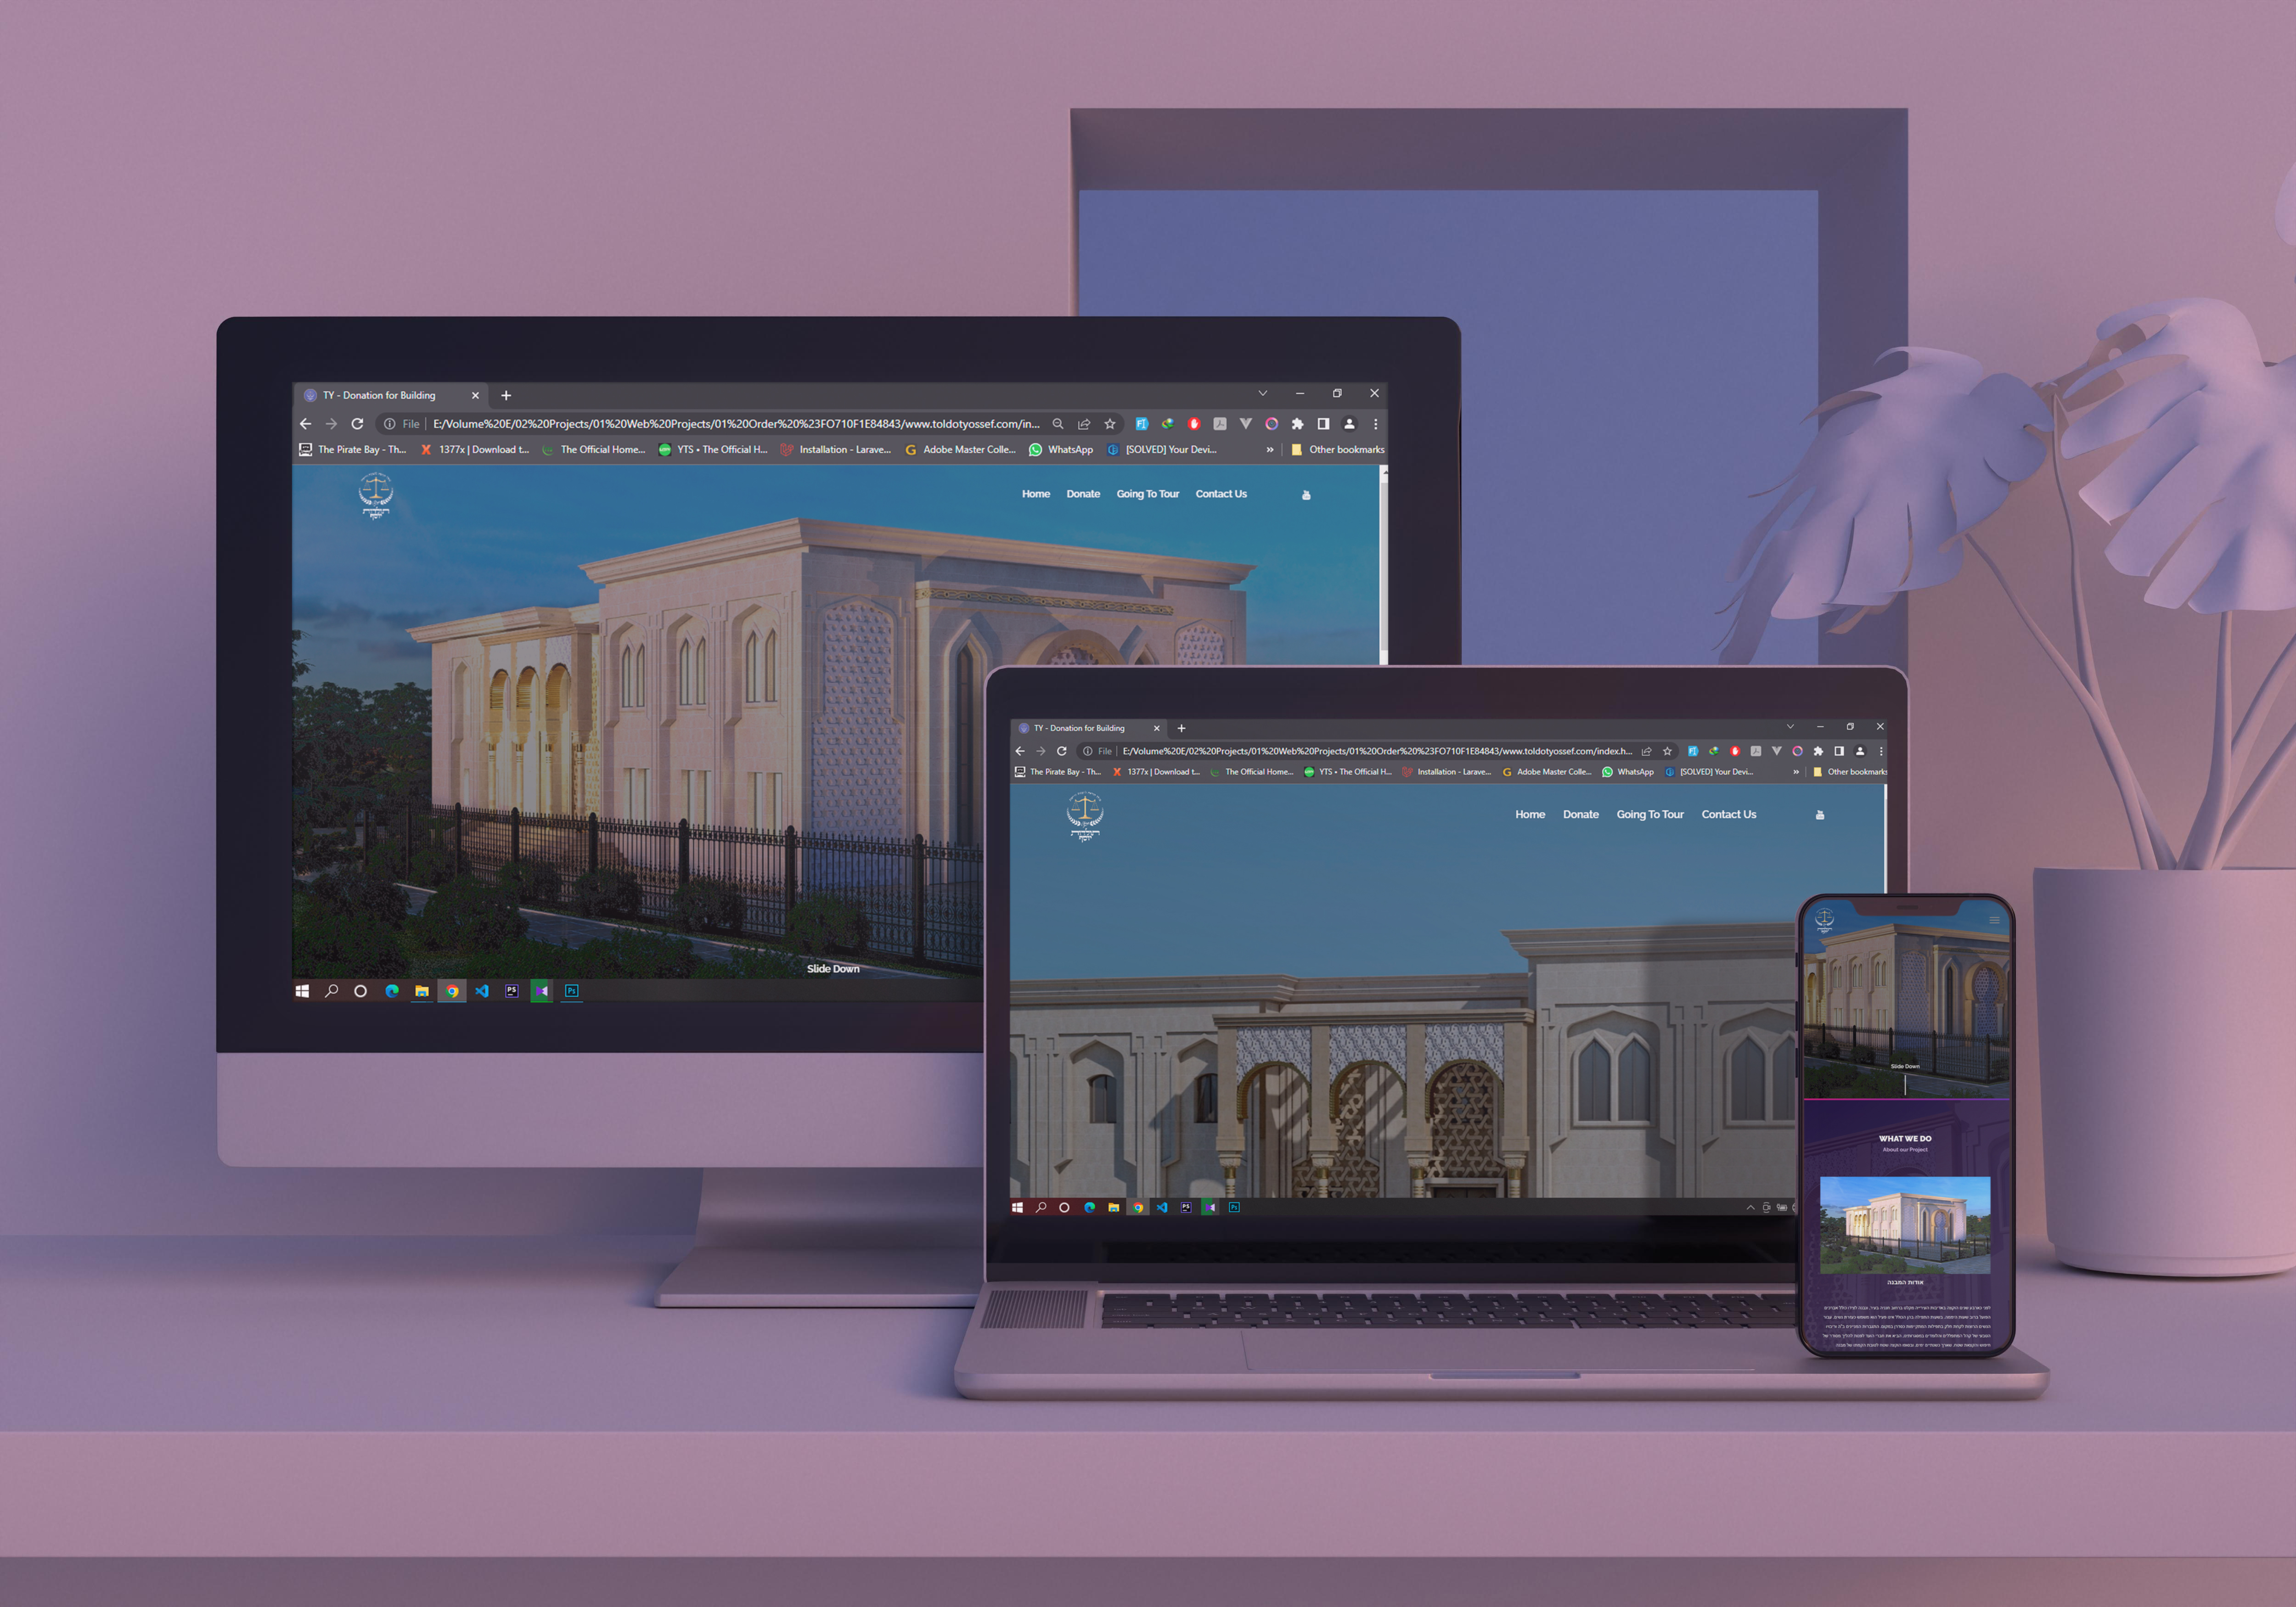 TY - Donation for Building
File
E:/Volume%20E/02%20Projects/01%20Web%20Projects/01%20Order%20%23FO710F1E84843/www.toldotyossef.com/in...
The Pirate Bay - Th...
1377x | Download t...
The Official Home...
YTS • The Official H...
Installation - Larave...
Adobe Master Colle...
WhatsApp
[SOLVED] Your Devi...
»
Other bookmarks
Home
Donate
Going To Tour
Contact Us
Slide Down
PS
Ps
TY - Donation for Building
File
E:/Volume%20E/02%20Projects/01%20Web%20Projects/01%20Order%20%23FO710F1E84843/www.toldotyossef.com/index.h...
The Pirate Bay - Th...
1377x | Download t...
The Official Home...
YTS • The Official H...
Installation - Larave...
Adobe Master Colle...
WhatsApp
[SOLVED] Your Devi...
»
Other bookmarks
Home
Donate
Going To Tour
Contact Us
PS
Ps
Slide Down
WHAT WE DO
About our Project
אודות המבנה